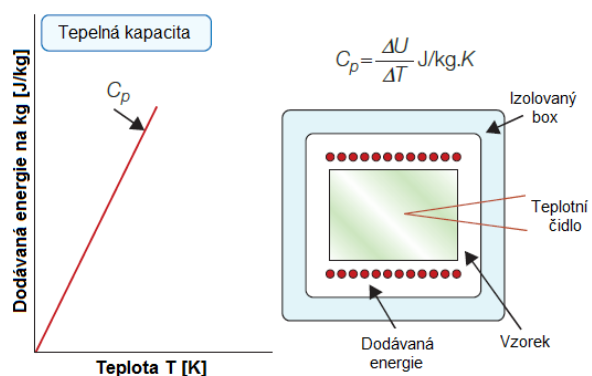 Tepelná kapacita
Dodávaná energie na kg [J/kg]
Cp
Teplota T [K]
Cp = ΔU/ΔT J/kg.K
Izolovaný
box
Teplotní
čidlo
Vzorek
Dodávaná
energie